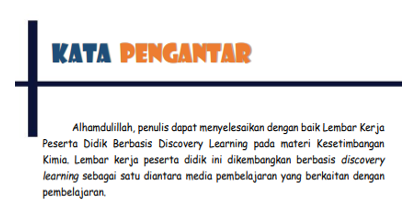 KATA PENGANTAR
Alhamdulillah, penulis dapat menyelesaikan dengan baik Lembar Kerja
Peserta Didik Berbasis Discovery Learning pada materi Kesetimbangan
Kimia. Lembar kerja peserta didik ini dikembangkan berbasis discovery
learning sebagai satu diantara media pembelajaran yang berkaitan dengan
pembelajaran.